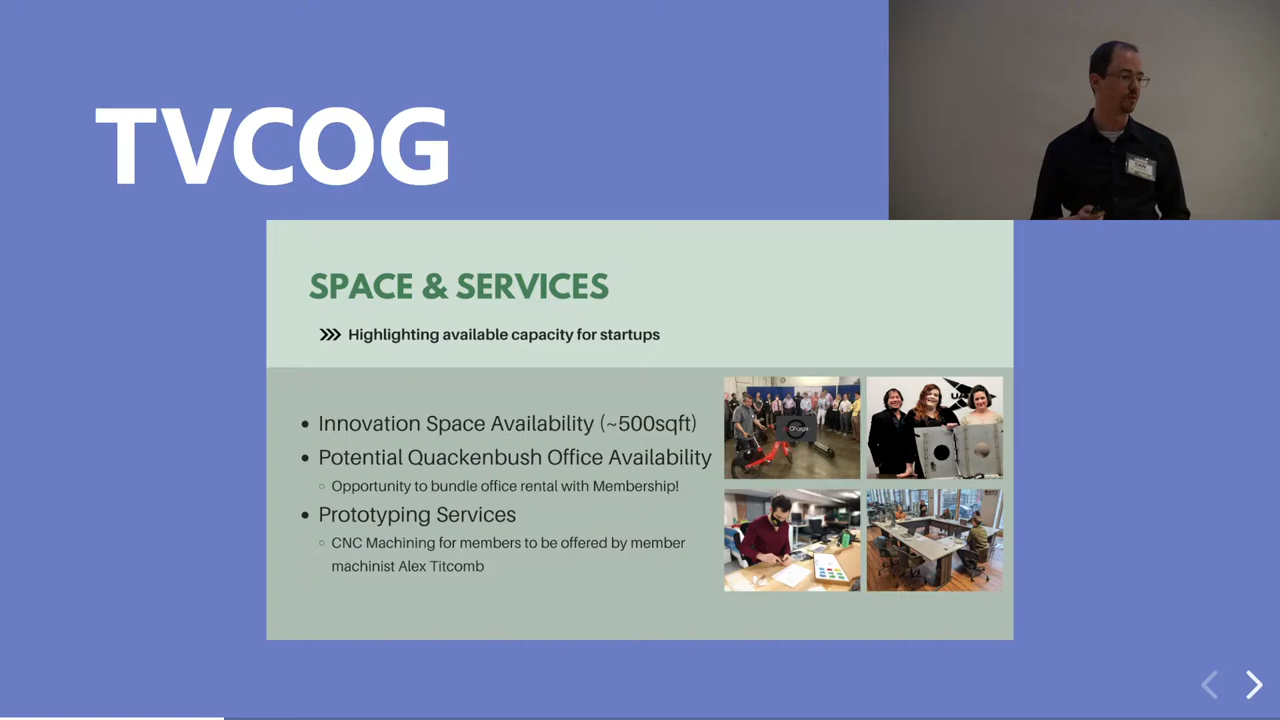 TVCOG
DAN
SPACE & SERVICES
Highlighting available capacity for startups
• Innovation Space Availability (~500sqft)
• Potential Quackenbush Office Availability
○ Opportunity to bundle office rental with Membership!
• Prototyping Services
○ CNC Machining for members to be offered by member
machinist Alex Titcomb